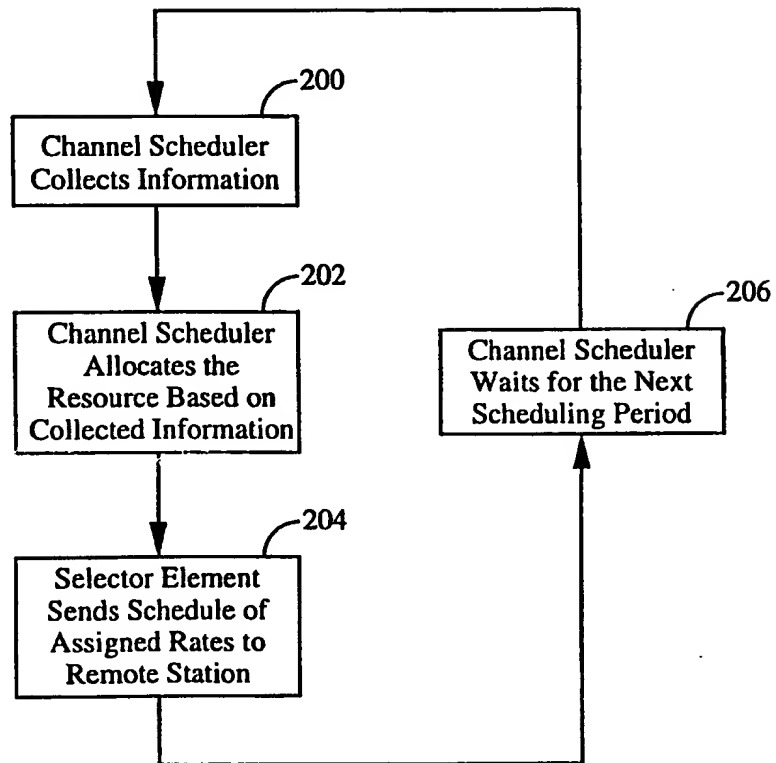 200
Channel Scheduler
Collects Information
202
Channel Scheduler
Allocates the
Resource Based on
Collected Information
204
Selector Element
Sends Schedule of
Assigned Rates to
Remote Station
206
Channel Scheduler
Waits for the Next
Scheduling Period